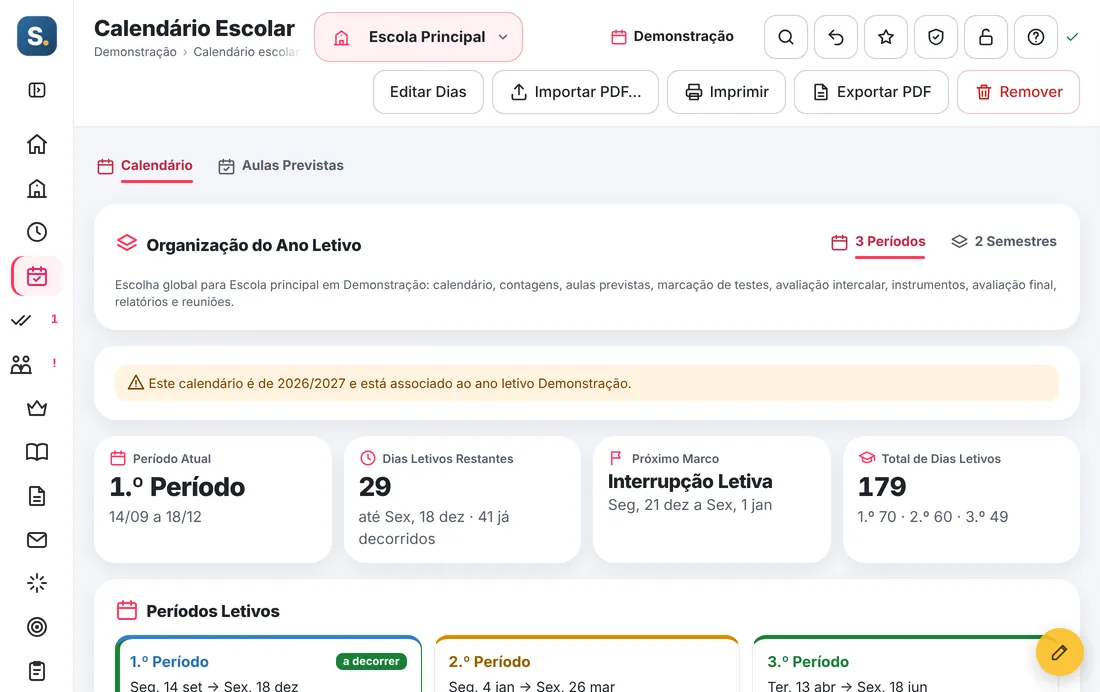 S.
Calendário Escolar
Demonstração › Calendário escolar
Escola Principal
Demonstração
Editar Dias
Importar PDF...
Imprimir
Exportar PDF
Remover
1
!
Calendário
Aulas Previstas
Organização do Ano Letivo
3 Períodos
2 Semestres
Escolha global para Escola principal em Demonstração: calendário, contagens, aulas previstas, marcação de testes, avaliação intercalar, instrumentos, avaliação final,
relatórios e reuniões.
Este calendário é de 2026/2027 e está associado ao ano letivo Demonstração.
Período Atual
1.º Período
14/09 a 18/12
Dias Letivos Restantes
29
até Sex, 18 dez · 41 já
decorridos
Próximo Marco
Interrupção Letiva
Seg, 21 dez a Sex, 1 jan
Total de Dias Letivos
179
1.º 70 · 2.º 60 · 3.º 49
Períodos Letivos
1.º Período
a decorrer
Seg, 14 set → Sex, 18 dez
2.º Período
Seg, 4 jan → Sex, 26 mar
3.º Período
Ter, 13 abr → Sex, 18 jun